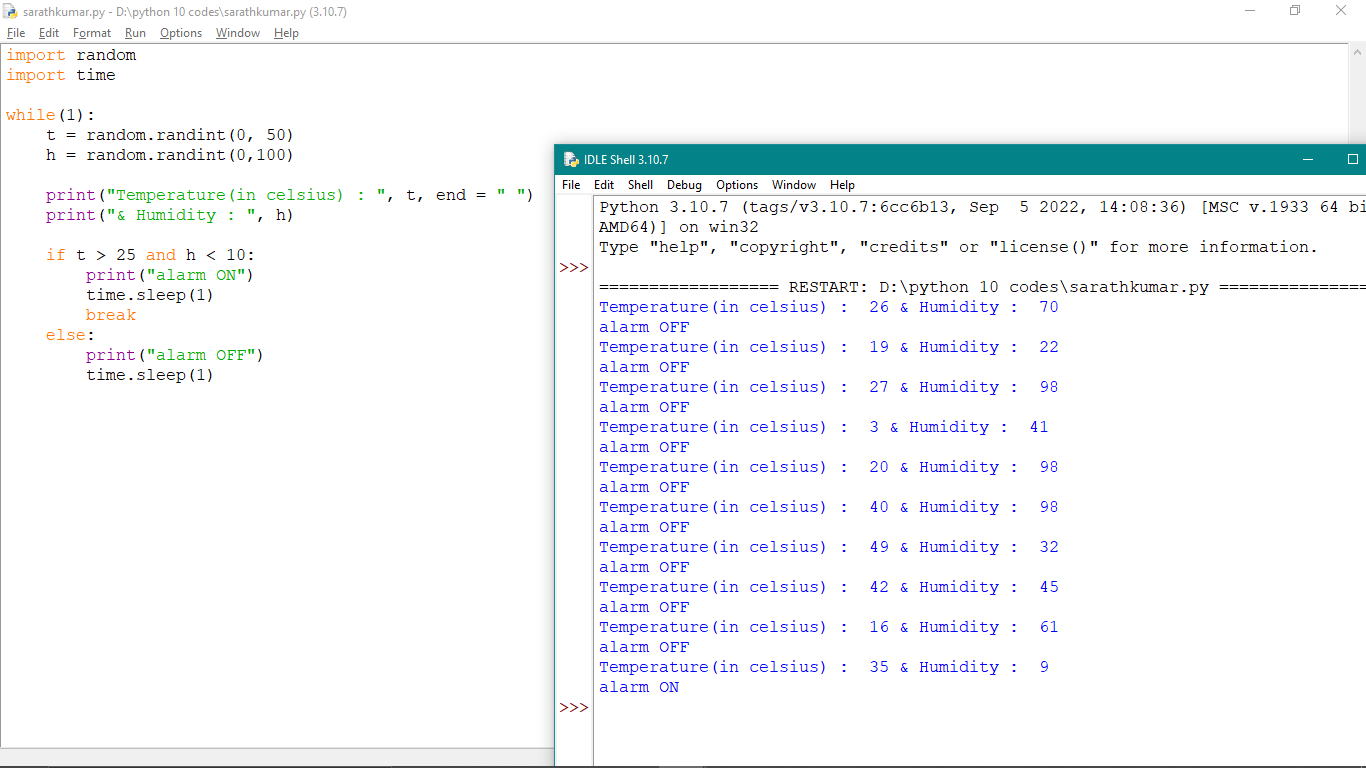 sarathkumar.py - D:\python 10 codes\sarathkumar.py (3.10.7)
File Edit Format Run Options Window Help
import random
import time
while(1):
    t = random.randint(0, 50)
    h = random.randint(0,100)
    print("Temperature(in celsius) : ", t, end = " ")
    print("& Humidity : ", h)
    if t > 25 and h < 10:
        print("alarm ON")
        time.sleep(1)
        break
    else:
        print("alarm OFF")
        time.sleep(1)
IDLE Shell 3.10.7
File Edit Shell Debug Options Window Help
Python 3.10.7 (tags/v3.10.7:6cc6b13, Sep  5 2022, 14:08:36) [MSC v.1933 64 bi
AMD64)] on win32
Type "help", "copyright", "credits" or "license()" for more information.
>>>
================== RESTART: D:\python 10 codes\sarathkumar.py ===============
Temperature(in celsius) :  26 & Humidity :  70
alarm OFF
Temperature(in celsius) :  19 & Humidity :  22
alarm OFF
Temperature(in celsius) :  27 & Humidity :  98
alarm OFF
Temperature(in celsius) :  3 & Humidity :  41
alarm OFF
Temperature(in celsius) :  20 & Humidity :  98
alarm OFF
Temperature(in celsius) :  40 & Humidity :  98
alarm OFF
Temperature(in celsius) :  49 & Humidity :  32
alarm OFF
Temperature(in celsius) :  42 & Humidity :  45
alarm OFF
Temperature(in celsius) :  16 & Humidity :  61
alarm OFF
Temperature(in celsius) :  35 & Humidity :  9
alarm ON
>>>